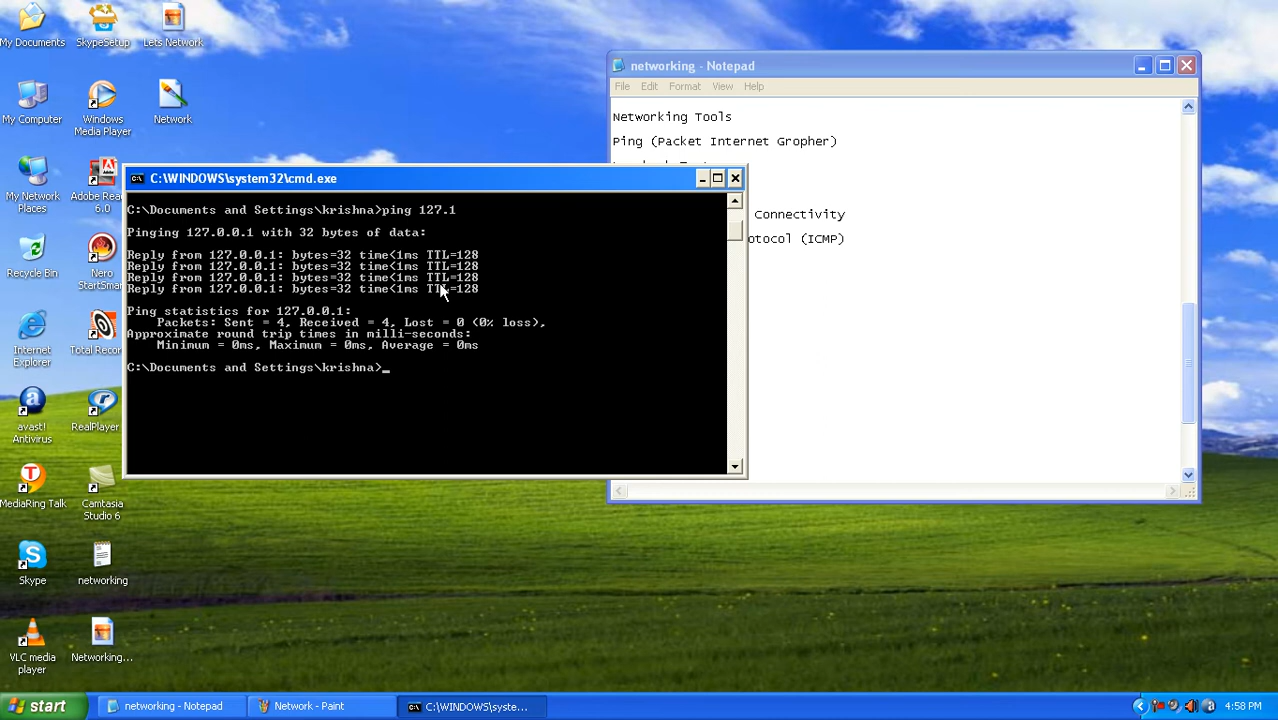 My Documents
SkypeSetup
Lets Network
My Computer
Windows Media Player
Network
My Network Places
Adobe Rea
6.0
Recycle Bin
Nero
StartSmar
Internet Explorer
Total Recor
avast! Antivirus
RealPlayer
MediaRing Talk
Camtasia Studio 6
Skype
networking
VLC media player
Networking...
networking - Notepad
File Edit Format View Help
Networking Tools
Ping (Packet Internet Gropher)
Connectivity
otocol (ICMP)
C:\WINDOWS\system32\cmd.exe
C:\Documents and Settings\krishna>ping 127.1
Pinging 127.0.0.1 with 32 bytes of data:
Reply from 127.0.0.1: bytes=32 time<1ms TTL=128
Reply from 127.0.0.1: bytes=32 time<1ms TTL=128
Reply from 127.0.0.1: bytes=32 time<1ms TTL=128
Reply from 127.0.0.1: bytes=32 time<1ms TTL=128
Ping statistics for 127.0.0.1:
Packets: Sent = 4, Received = 4, Lost = 0 (0% loss),
Approximate round trip times in milli-seconds:
Minimum = 0ms, Maximum = 0ms, Average = 0ms
C:\Documents and Settings\krishna>_
start
networking - Notepad
Network - Paint
C:\WINDOWS\syste...
4:58 PM